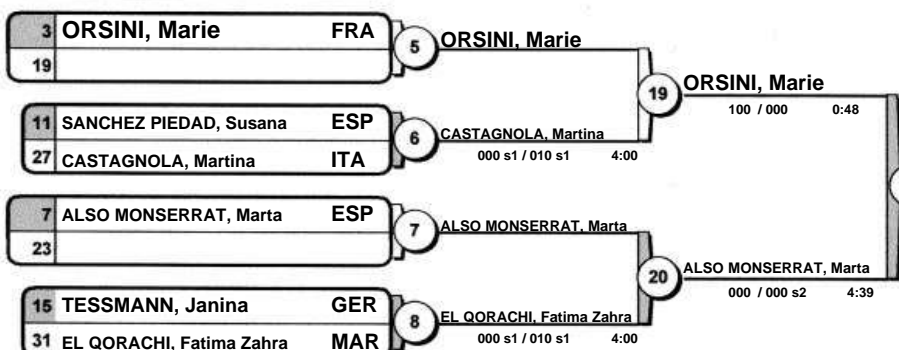 3 ORSINI, Marie FRA
19
5
ORSINI, Marie
11 SANCHEZ PIEDAD, Susana ESP
27 CASTAGNOLA, Martina ITA
6
CASTAGNOLA, Martina
000 s1 / 010 s1 4:00
19
ORSINI, Marie
100 / 000 0:48
7 ALSO MONSERRAT, Marta ESP
23
7
ALSO MONSERRAT, Marta
15 TESSMANN, Janina GER
31 EL QORACHI, Fatima Zahra MAR
8
EL QORACHI, Fatima Zahra
000 s1 / 010 s1 4:00
20
ALSO MONSERRAT, Marta
000 / 000 s2 4:39